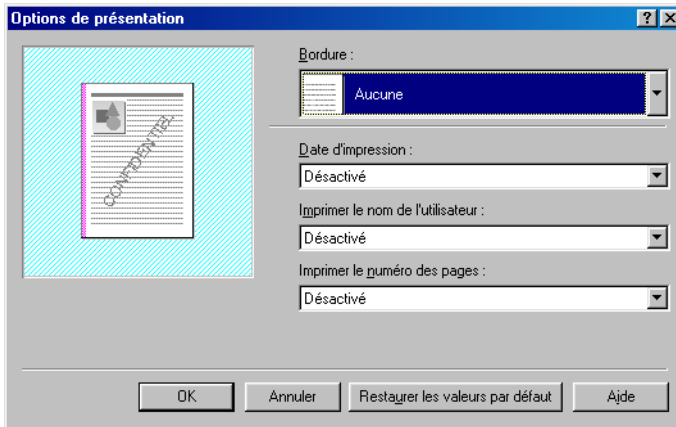 Options de présentation
Bordure :
Aucune
CONFIDENTIEL
Date d'impression :
Désactivé
Imprimer le nom de l'utilisateur :
Désactivé
Imprimer le numéro des pages :
Désactivé
OK
Annuler
Restaurer les valeurs par défaut
Aide